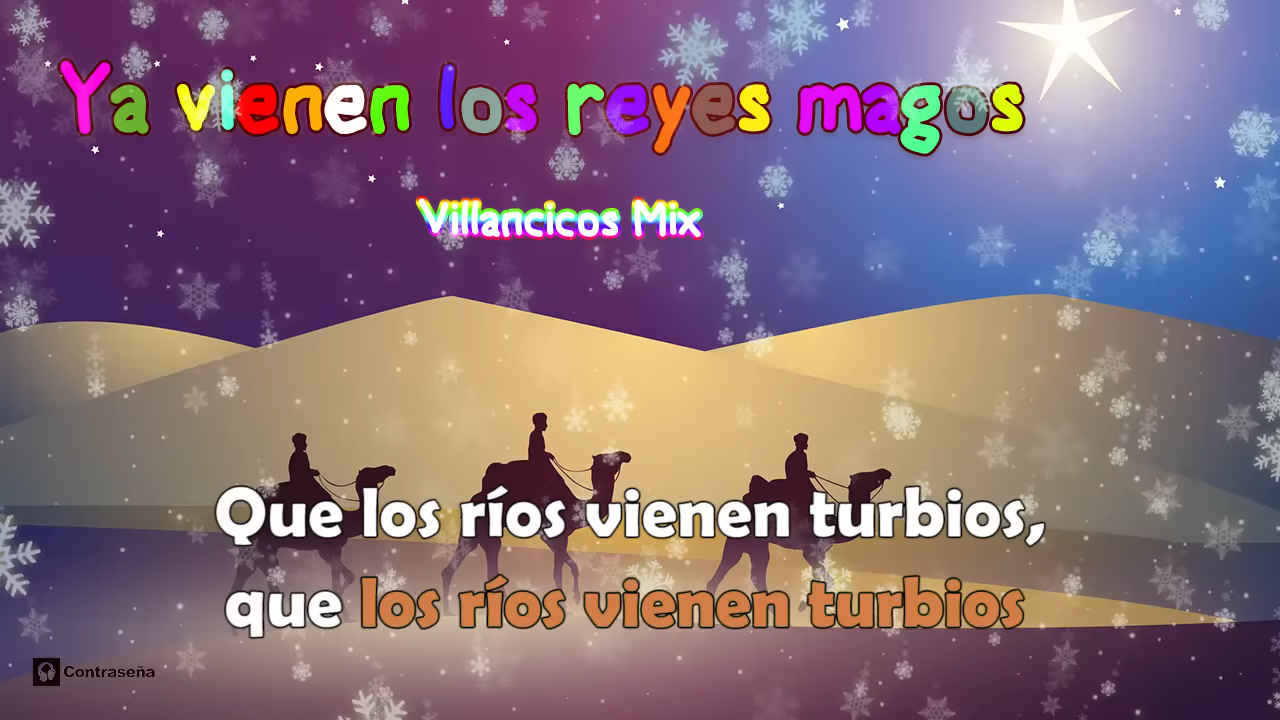 Ya vienen los reyes magos
Villancicos Mix
Que los ríos vienen turbios,
que los ríos vienen turbios
Contraseña